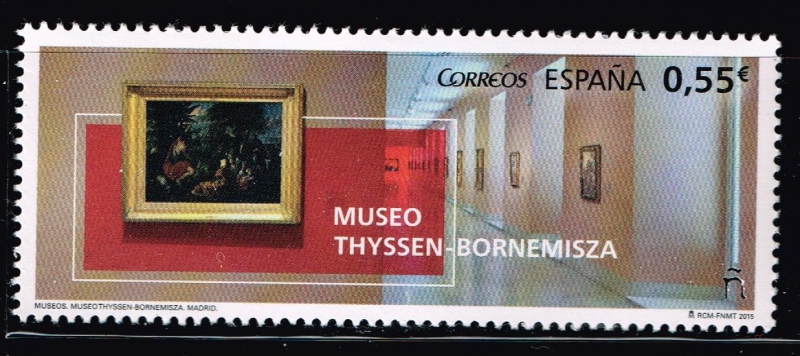 CORREOS ESPAÑA 0,55€
MUSEO
THYSSEN-BORNEMISZA
ñ
MUSEOS. MUSEO THYSSEN-BORNEMISZA. MADRID.
RCM-FNMT 2015